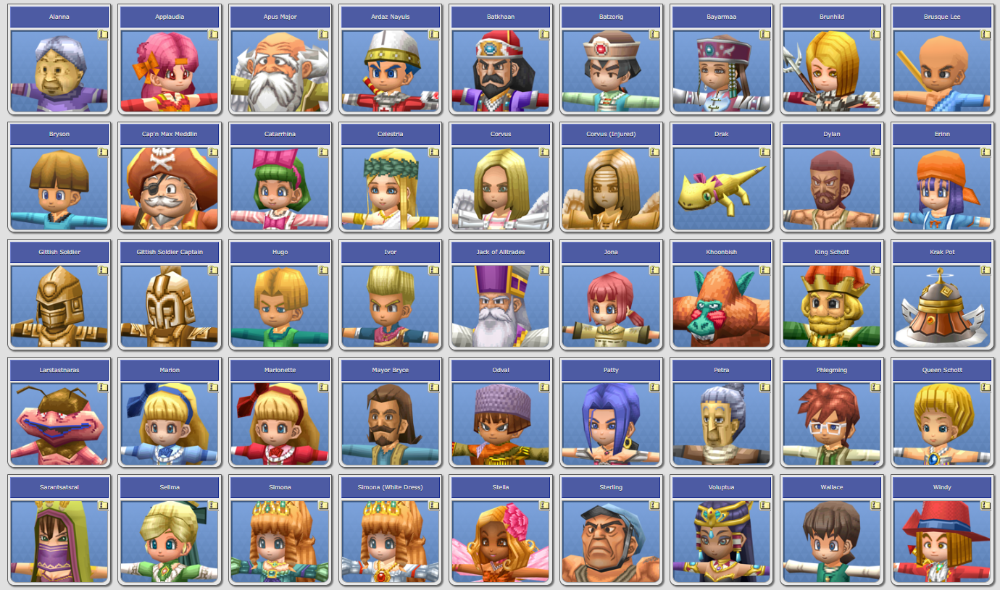 Alanna
Applaudia
Apus Major
Ardaz Nayuls
Batkhaan
Batzorig
Bayarmaa
Brunhild
Brusque Lee
Bryson
Cap'n Max Meddlin
Catarrhina
Celestria
Corvus
Corvus (Injured)
Drak
Dylan
Erinn
Gittish Soldier
Gittish Soldier Captain
Hugo
Ivor
Jack of Alltrades
Jona
Khoonbish
King Schott
Krak Pot
Larstastnaras
Marion
Marionette
Mayor Bryce
Odval
Patty
Petra
Phlegming
Queen Schott
Sarantsatsral
Sellma
Simona
Simona (White Dress)
Stella
Sterling
Voluptua
Wallace
Windy